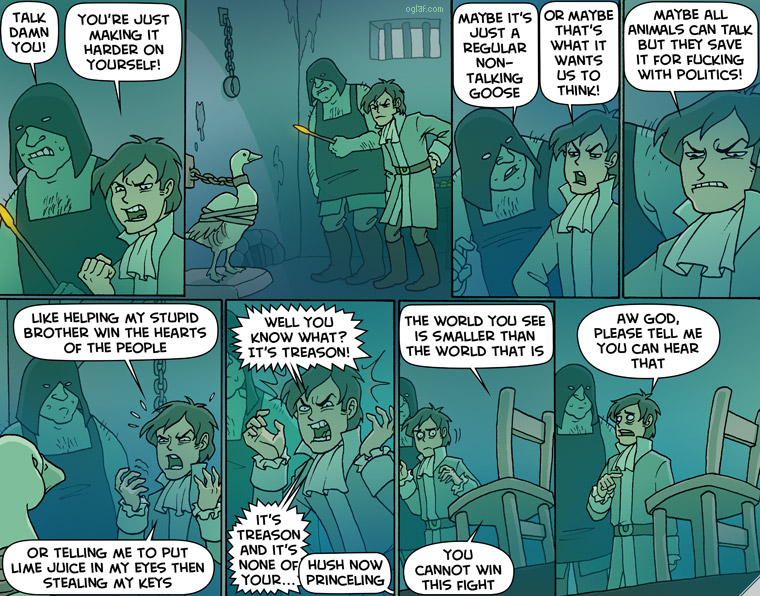 TALK
DAMN
YOU!
YOU'RE JUST
MAKING IT
HARDER ON
YOURSELF!
oglaf.com
MAYBE IT'S
JUST A
REGULAR
NON-
TALKING
GOOSE
OR MAYBE
THAT'S
WHAT IT
WANTS
US TO
THINK!
MAYBE ALL
ANIMALS CAN TALK
BUT THEY SAVE
IT FOR FUCKING
WITH POLITICS!
LIKE HELPING MY STUPID
BROTHER WIN THE HEARTS
OF THE PEOPLE
OR TELLING ME TO PUT
LIME JUICE IN MY EYES THEN
STEALING MY KEYS
WELL YOU
KNOW WHAT?
IT'S TREASON!
IT'S
TREASON
AND IT'S
NONE OF
YOUR...
HUSH NOW
PRINCELING
THE WORLD YOU SEE
IS SMALLER THAN
THE WORLD THAT IS
YOU
CANNOT WIN
THIS FIGHT
AW GOD,
PLEASE TELL ME
YOU CAN HEAR
THAT